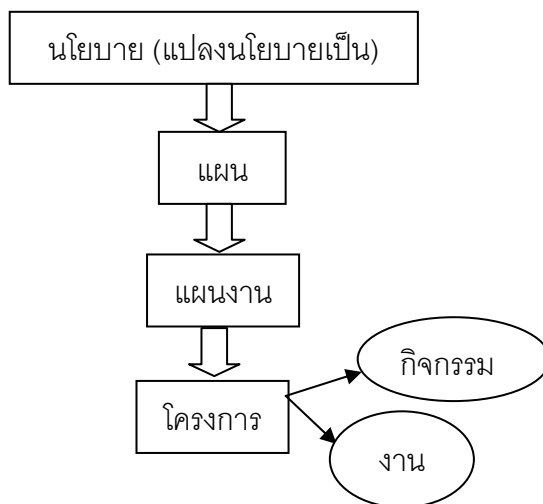 นโยบาย (แปลงนโยบายเป็น)
แผน
แผนงาน
กิจกรรม
โครงการ
งาน